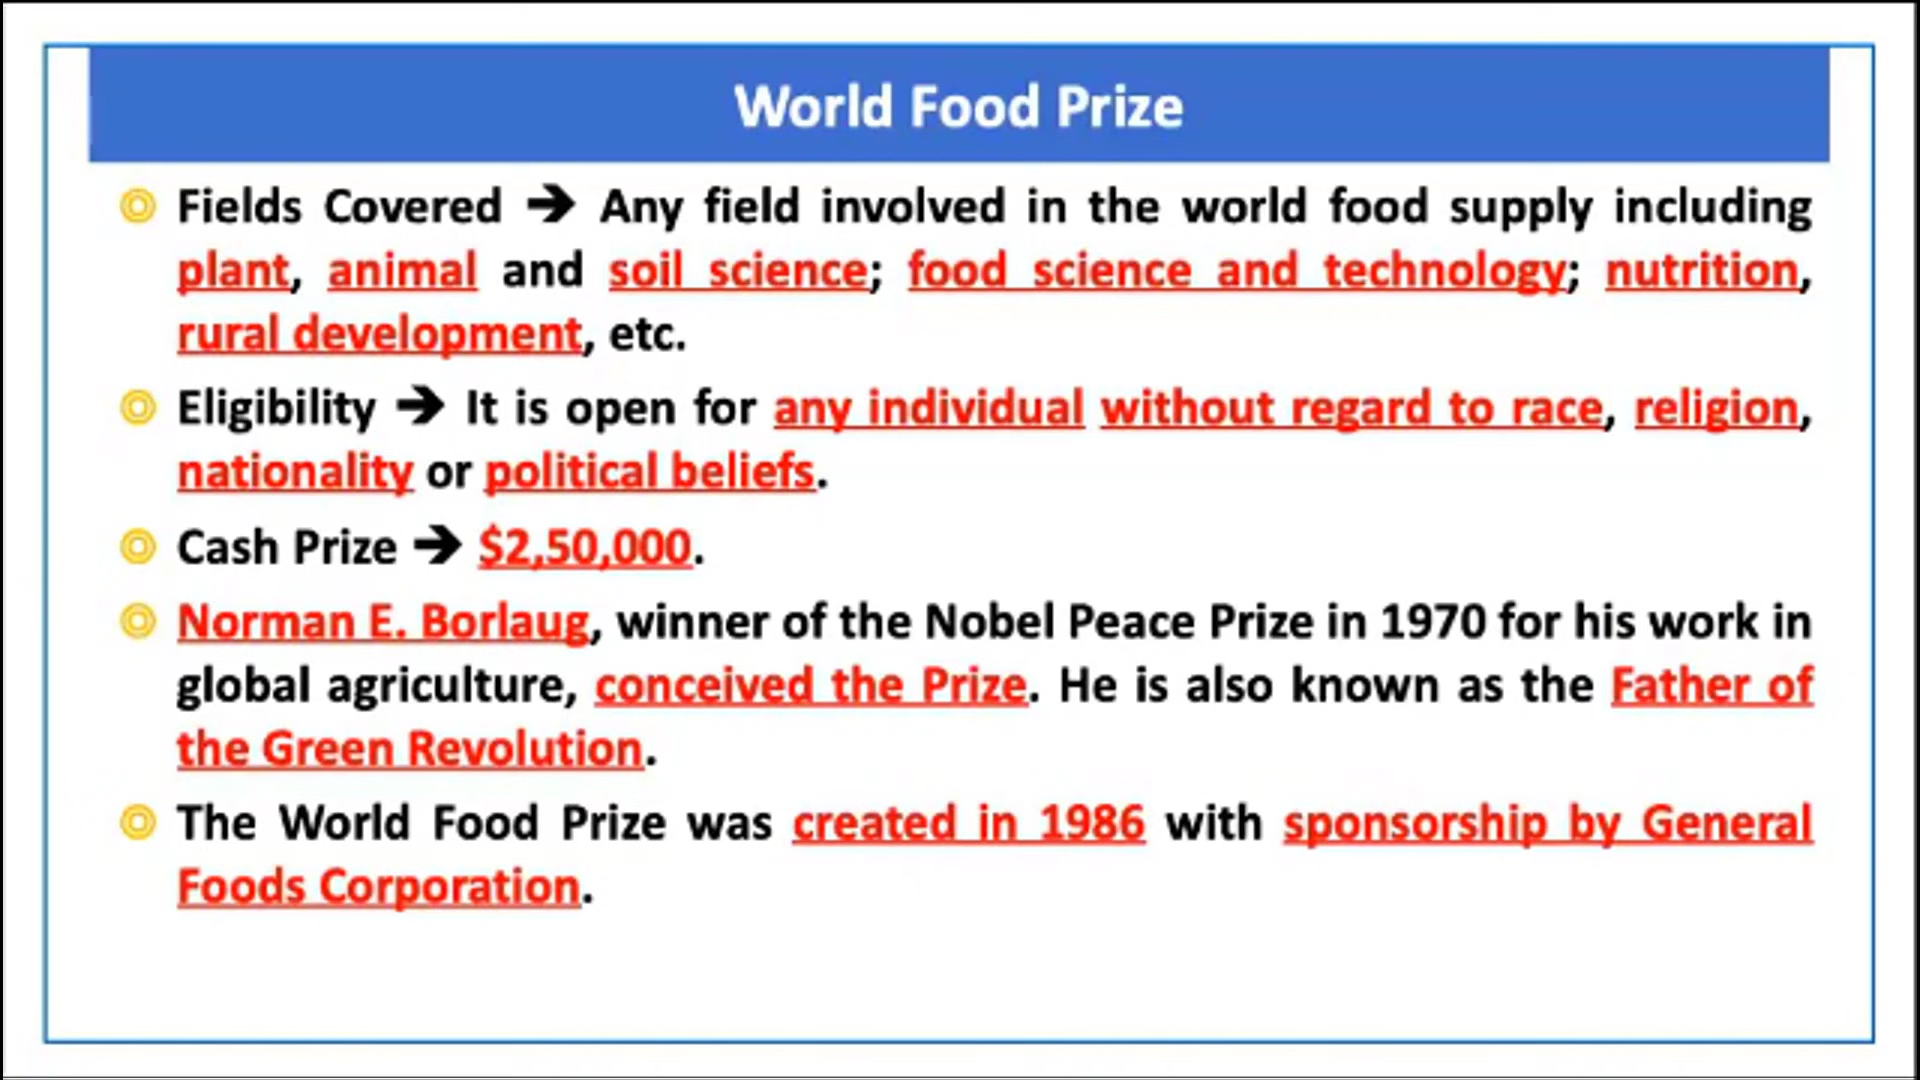 World Food Prize
Fields Covered ➔ Any field involved in the world food supply including
plant, animal and soil science; food science and technology; nutrition,
rural development, etc.
Eligibility ➔ It is open for any individual without regard to race, religion,
nationality or political beliefs.
Cash Prize ➔ $2,50,000.
Norman E. Borlaug, winner of the Nobel Peace Prize in 1970 for his work in
global agriculture, conceived the Prize. He is also known as the Father of
the Green Revolution.
The World Food Prize was created in 1986 with sponsorship by General
Foods Corporation.